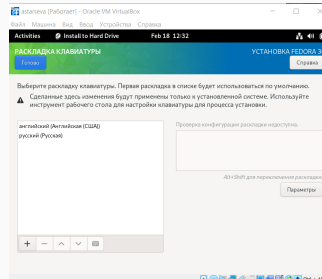 astaneva [Pailoraer] - Oracle VM VirtualBox
Файл Машина Вид Ввод Устройства Справка
Activities Install to Hard Drive Feb 18 12:32
РАСКЛАДКА КЛАВИАТУРЫ
УСТАНОВКА FEDORA 3
Готово
Справка
Выберите раскладку клавиатуры. Первая раскладка в списке будет использоваться по умолчанию.
Сделанные здесь изменения будут применены только к установленной системе. Используйте
инструмент рабочего стола для настройки клавиатуры для процесса установки.
английский (Английская (США))
русский (Русская)
Проверка конфигурации раскладки недоступна.
Alt+Shift для переключения раскладки
Параметры